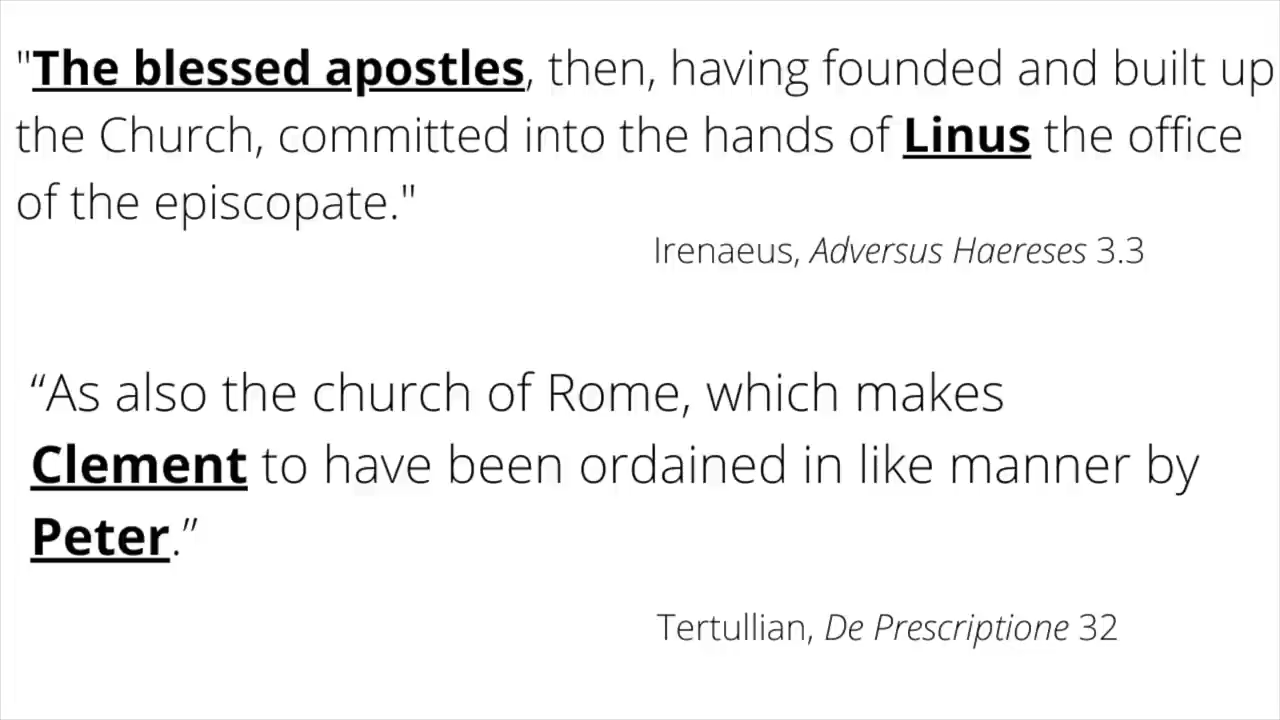 "The blessed apostles, then, having founded and built up
the Church, committed into the hands of Linus the office
of the episcopate."
Irenaeus, Adversus Haereses 3.3
“As also the church of Rome, which makes
Clement to have been ordained in like manner by
Peter.”
Tertullian, De Prescriptione 32